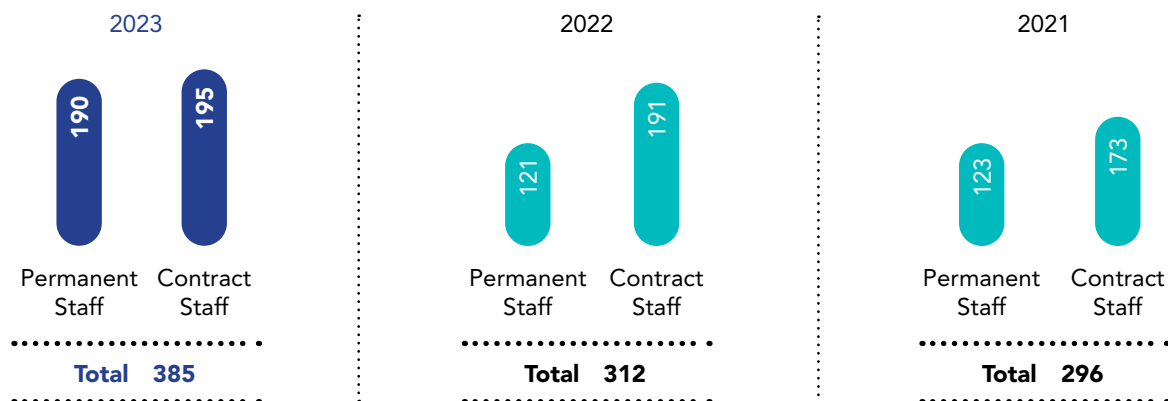 2023
190
195
Permanent Staff
Contract Staff
Total 385
2022
121
191
Permanent Staff
Contract Staff
Total 312
2021
123
173
Permanent Staff
Contract Staff
Total 296